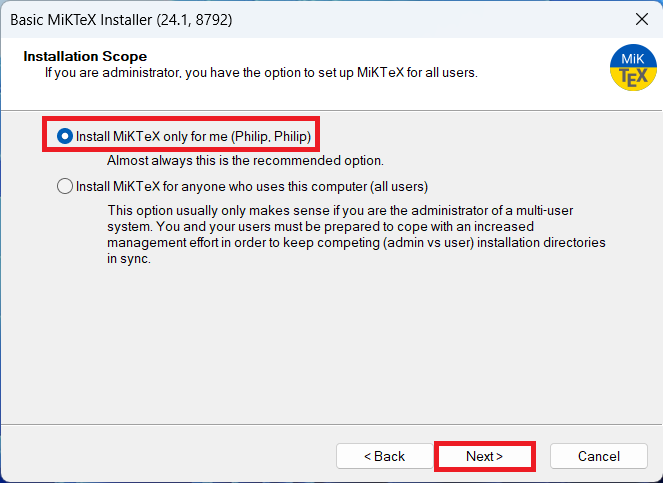 Basic MiKTeX Installer (24.1, 8792)
Installation Scope
If you are administrator, you have the option to set up MiKTeX for all users.
MiK
TEX
Install MiKTeX only for me (Philip, Philip)
Almost always this is the recommended option.
Install MiKTeX for anyone who uses this computer (all users)
This option usually only makes sense if you are the administrator of a multi-user
system. You and your users must be prepared to cope with an increased
management effort in order to keep competing (admin vs user) installation directories
in sync.
< Back
Next >
Cancel